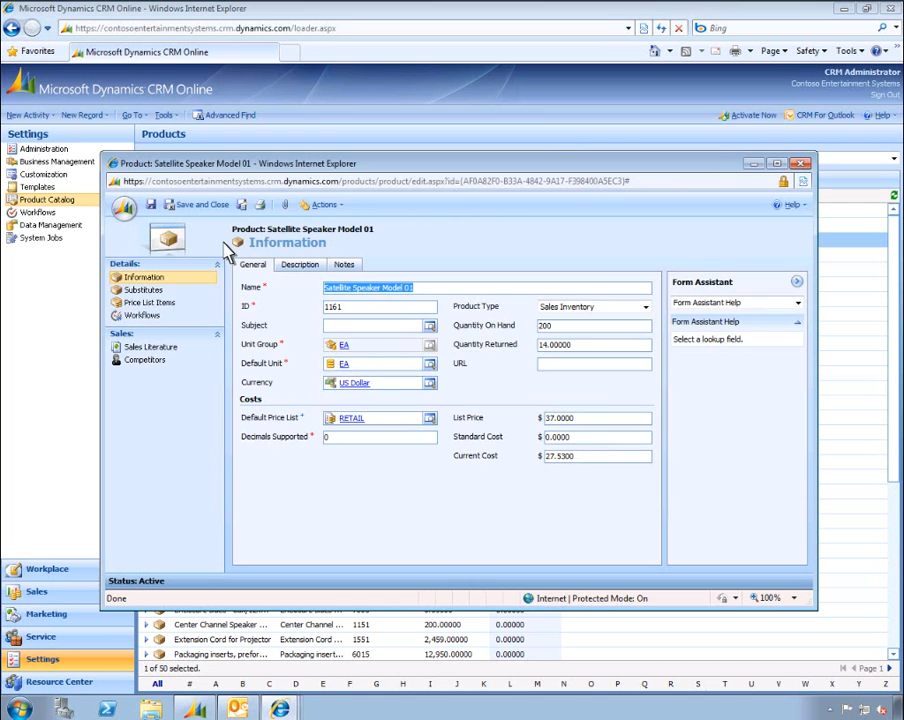 Microsoft Dynamics CRM Online - Windows Internet Explorer
https://contosoentertainmentsystems.crm.dynamics.com/loader.aspx
Bing
Favorites
Microsoft Dynamics CRM Online
Page
Safety
Tools
Microsoft Dynamics CRM Online
CRM Administrator
Contoso Entertainment Systems
Sign Out
New Activity New Record Go To Tools Advanced Find
Activate Now CRM For Outlook Help
Settings
Products
Administration
Business Management
Customization
Templates
Product Catalog
Workflows
Data Management
System Jobs
Product: Satellite Speaker Model 01 - Windows Internet Explorer
https://contosoentertainmentsystems.crm.dynamics.com/products/product/edit.aspx?id={AF0A82F0-B33A-4842-9A17-F398400A5EC3}#
Save and Close
Actions
Help
Product: Satellite Speaker Model 01
Information
Details:
Information
Substitutes
Price List Items
Workflows
Sales:
Sales Literature
Competitors
General Description Notes
Name * Satellite Speaker Model 01
ID * 1161 Product Type Sales Inventory
Subject Quantity On Hand 200
Unit Group * EA Quantity Returned 14.00000
Default Unit * EA URL
Currency US Dollar
Costs
Default Price List + RETAIL List Price $ 37.0000
Decimals Supported * 0 Standard Cost $ 0.0000
Current Cost $ 27.5300
Form Assistant
Form Assistant Help
Form Assistant Help
Select a lookup field.
Status: Active
Done
Internet | Protected Mode: On
100%
Workplace
Sales
Marketing
Service
Settings
Resource Center
Center Channel Speaker ... Center Channel ... 1151 200.00000 0.00000
Extension Cord for Projector Extension Cord ... 1551 2,459.00000 0.00000
Packaging inserts, prefor... Packaging inser... 6015 12,950.00000 0.00000
1 of 50 selected.
Page 1
All # A B C D E F G H I J K L M N O P Q R S T U V W X Y Z